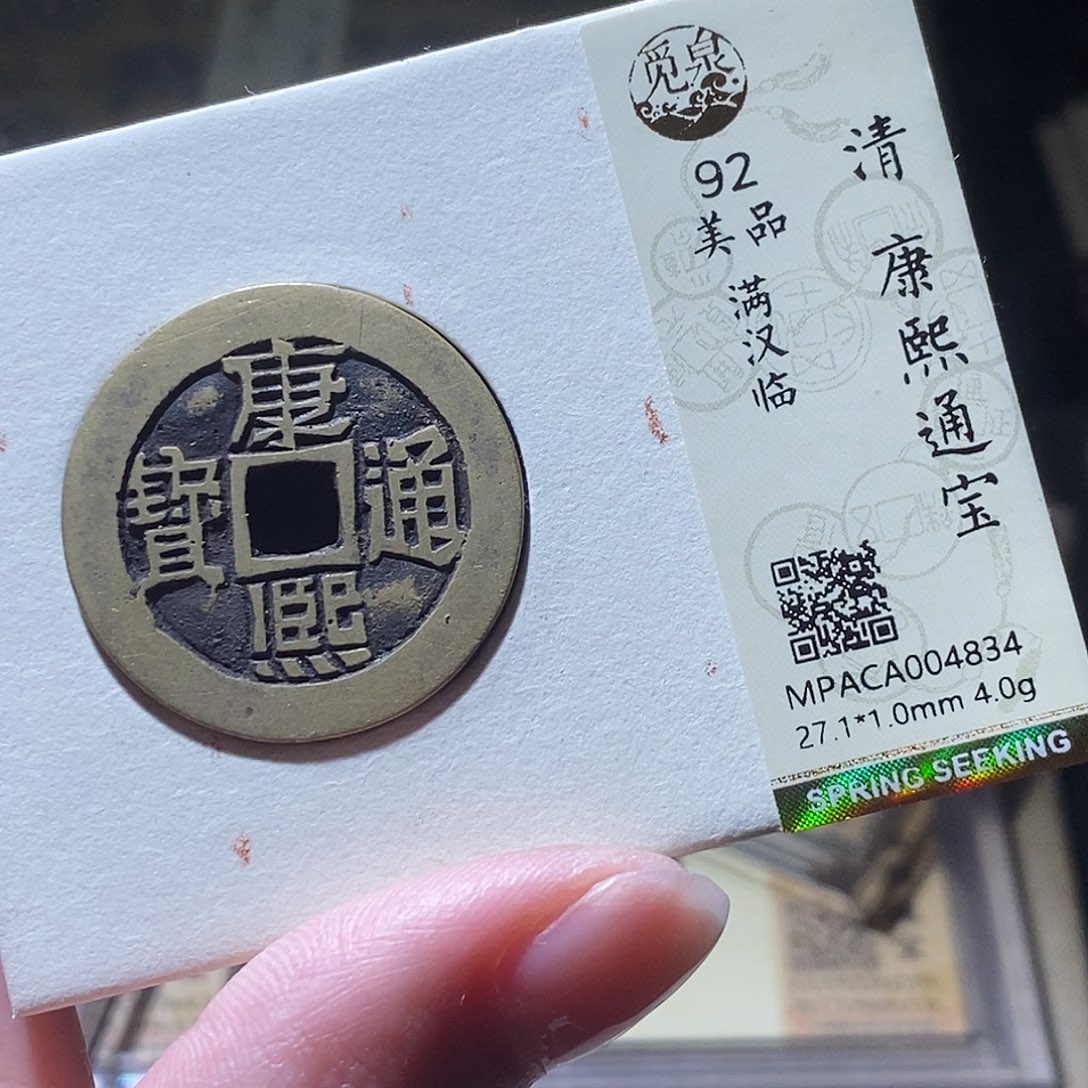 康熙通寶
觅泉
92
美品
满汉临
清 康熙通宝
MPACA004834
27.1*1.0mm 4.0g
SPRING SEEKING